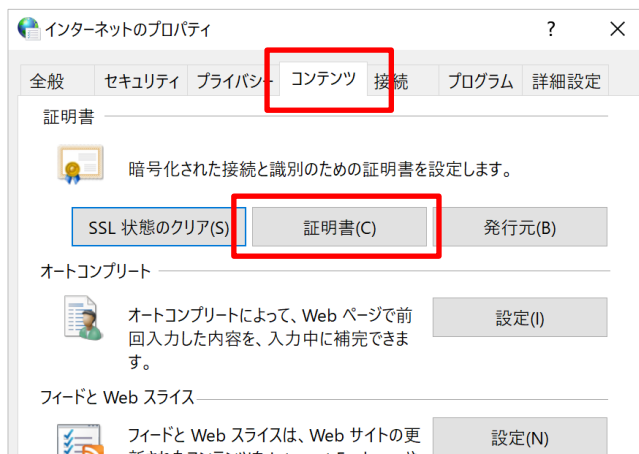 インターネットのプロパティ ? ×
全般 セキュリティ プライバシー コンテンツ 接続 プログラム 詳細設定
証明書
暗号化された接続と識別のための証明書を設定します。
SSL 状態のクリア(S) 証明書(C) 発行元(B)
オートコンプリート
オートコンプリートによって、Web ページで前 設定(I)
回入力した内容を、入力中に補完できま
す。
フィードと Web スライス
フィードと Web スライスは、Web サイトの更 設定(N)